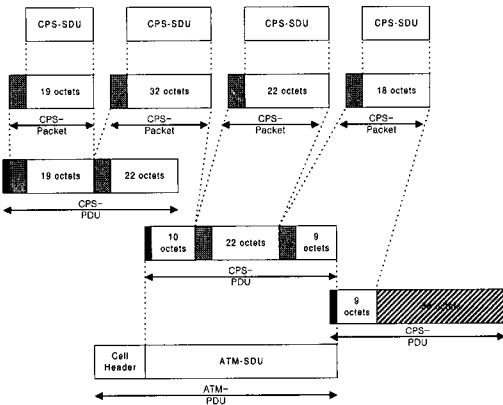 CPS-SDU CPS-SDU CPS-SDU CPS-SDU
19 octets 32 octets 22 octets 18 octets
CPS- CPS- CPS- CPS-
Packet Packet Packet Packet
19 octets 22 octets
CPS-
PDU
10 22 octets 9
octets octets
CPS-
PDU
9
octets
CPS-
PDU
Cell ATM-SDU
Header
ATM-
PDU